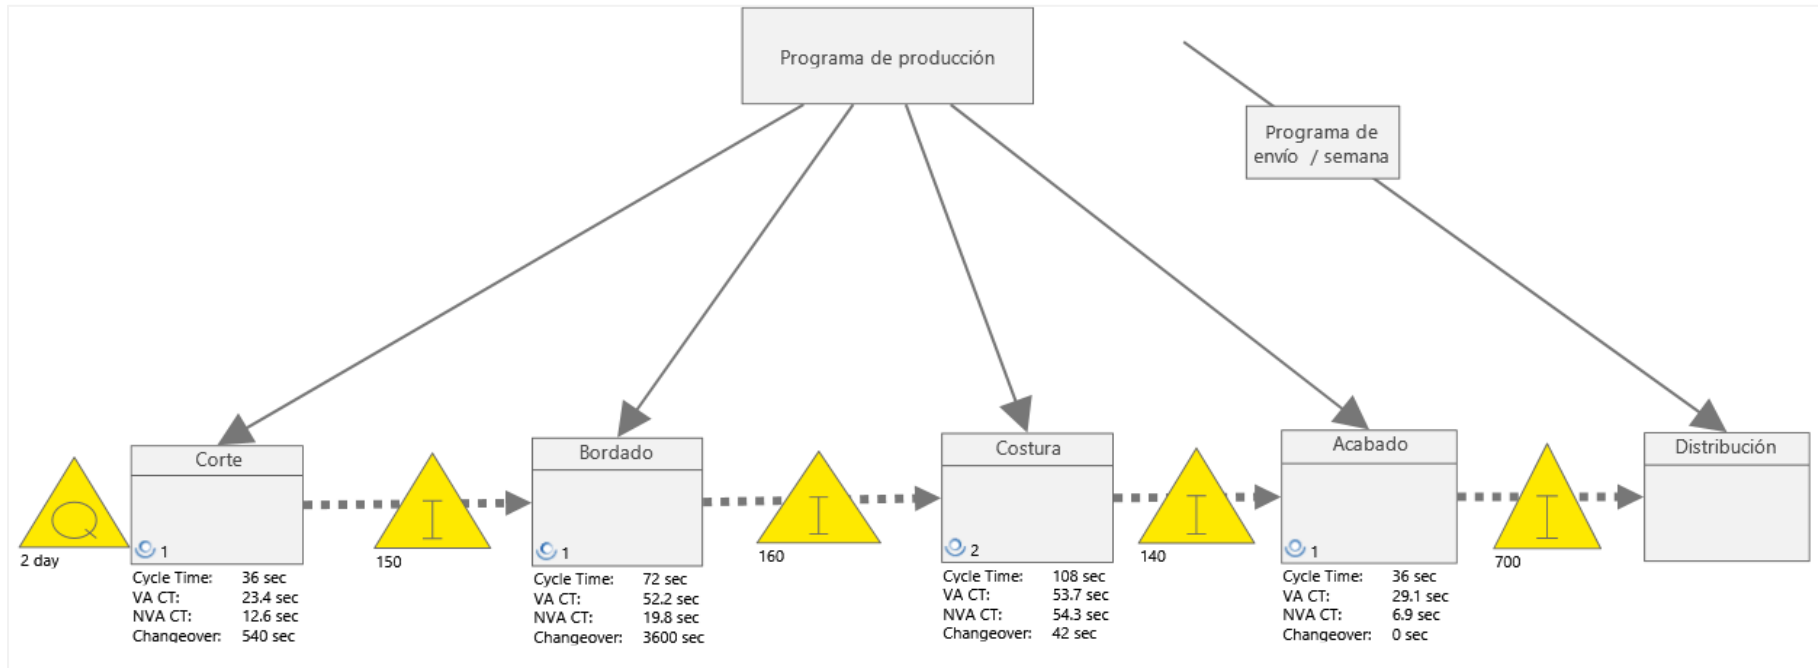 Programa de producción
Programa de
envío / semana
Corte
Bordado
Costura
Acabado
Distribución
Q
I
I
I
I
2 day
1
150
1
160
2
140
1
700
Cycle Time: 36 sec
VA CT: 23.4 sec
NVA CT: 12.6 sec
Changeover: 540 sec
Cycle Time: 72 sec
VA CT: 52.2 sec
NVA CT: 19.8 sec
Changeover: 3600 sec
Cycle Time: 108 sec
VA CT: 53.7 sec
NVA CT: 54.3 sec
Changeover: 42 sec
Cycle Time: 36 sec
VA CT: 29.1 sec
NVA CT: 6.9 sec
Changeover: 0 sec